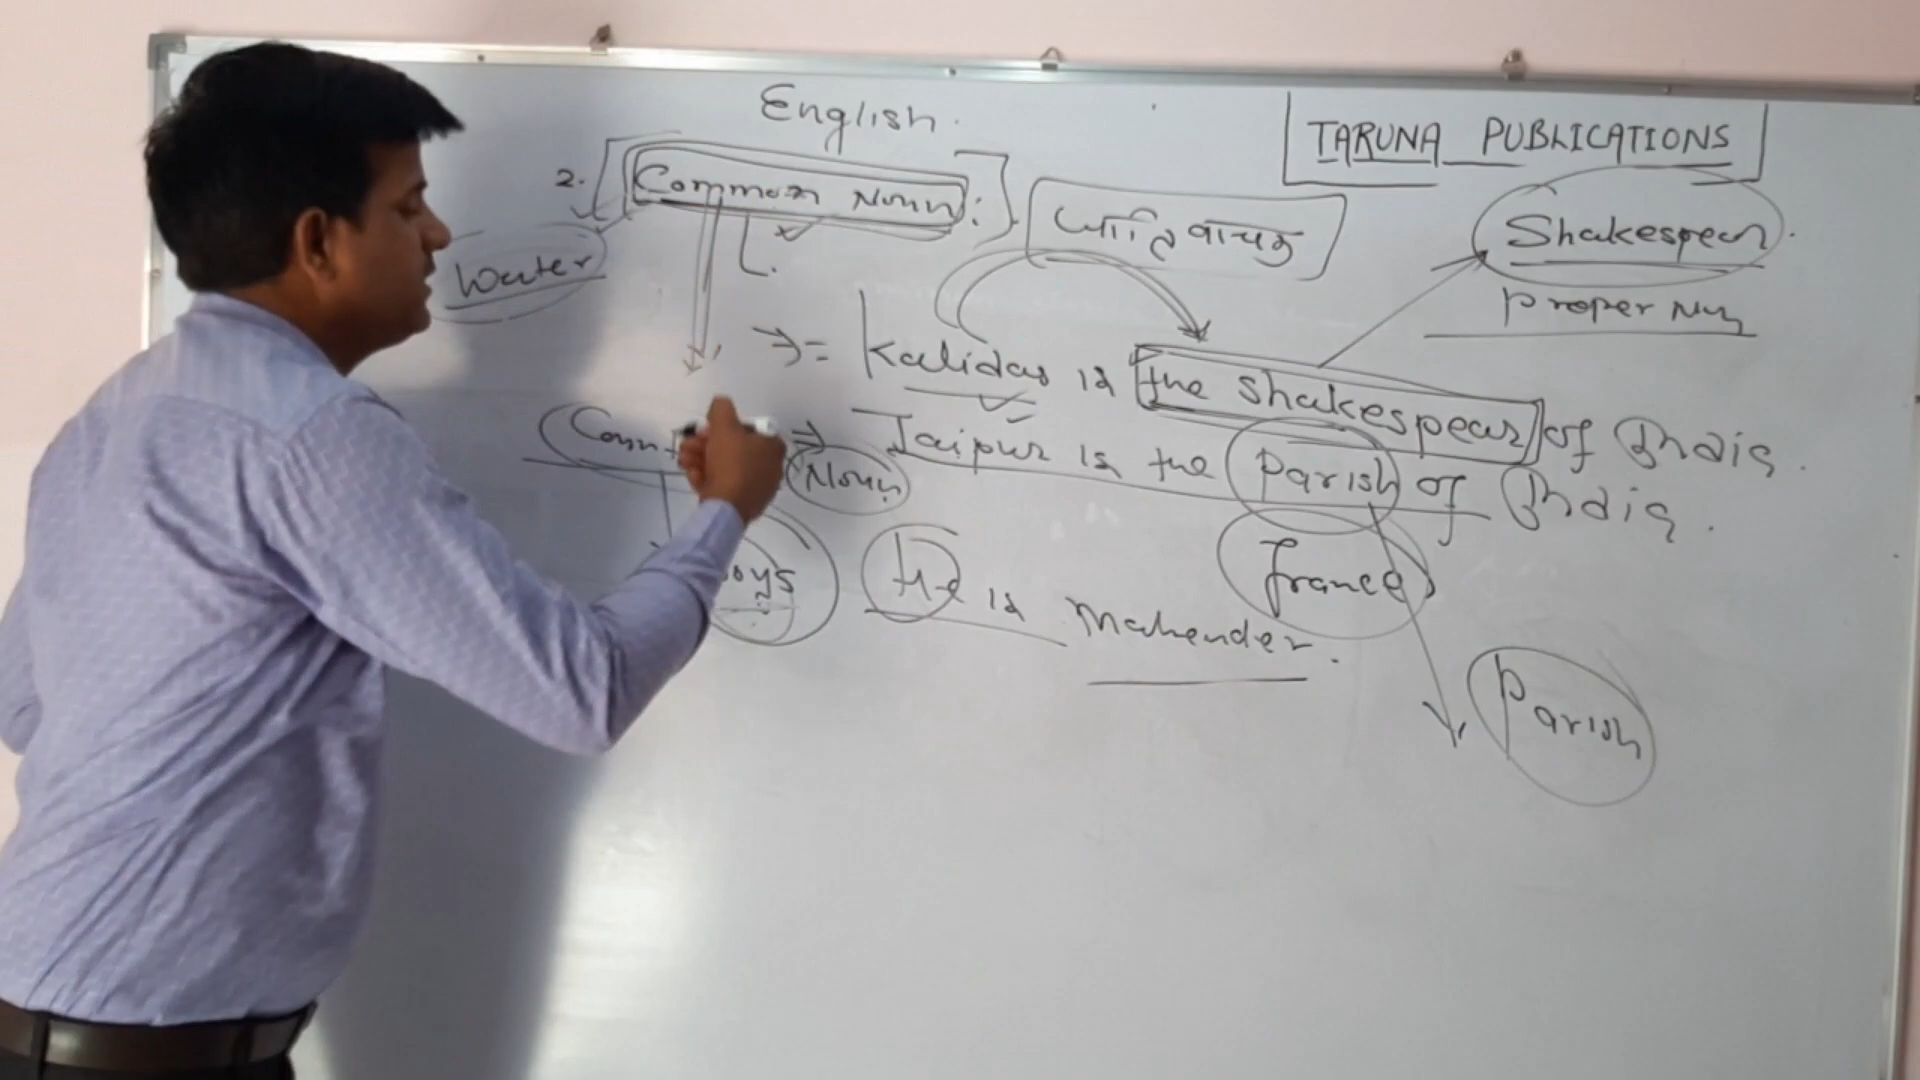 English.
TARUNA PUBLICATIONS
2. Common Noun :
जातिवाचक
Shakespear.
Water
Proper Nun
→ = Kalidas is the Shakespear of India.
⇒ Jaipur is the Parish of India.
Noun
France
He is Mahender.
Parish